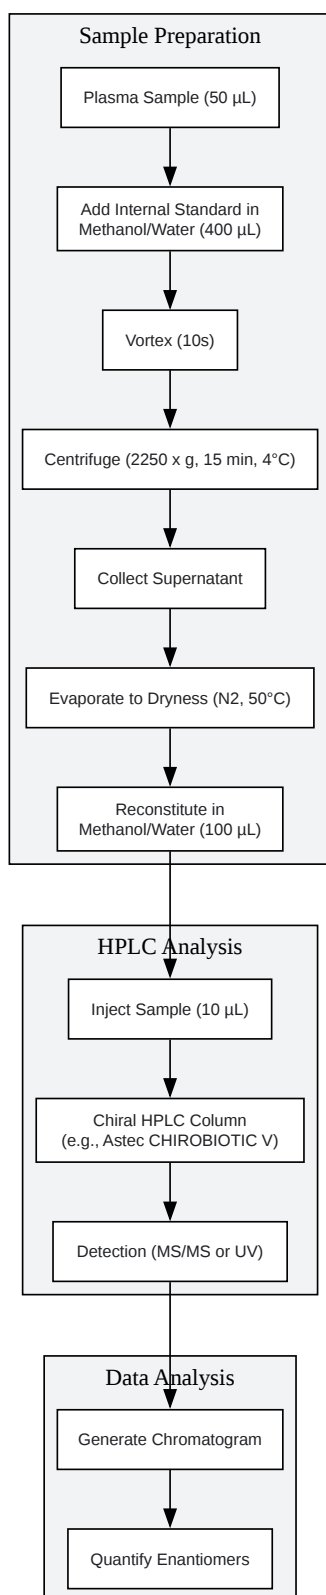 Sample Preparation
Plasma Sample (50 µL)
Add Internal Standard in
Methanol/Water (400 µL)
Vortex (10s)
Centrifuge (2250 x g, 15 min, 4°C)
Collect Supernatant
Evaporate to Dryness (N2, 50°C)
Reconstitute in
Methanol/Water (100 µL)
HPLC Analysis
Inject Sample (10 µL)
Chiral HPLC Column
(e.g., Astec CHIROBIOTIC V)
Detection (MS/MS or UV)
Data Analysis
Generate Chromatogram
Quantify Enantiomers